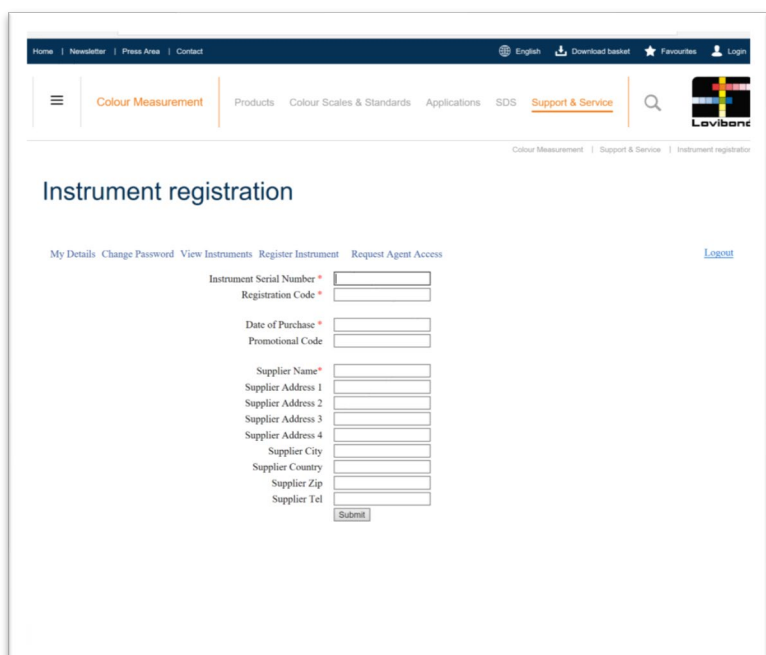 Home | Newsletter | Press Area | Contact English Download basket Favourites Login
Colour Measurement Products Colour Scales & Standards Applications SDS Support & Service
Lovibond
Colour Measurement | Support & Service | Instrument registration
Instrument registration
My Details Change Password View Instruments Register Instrument Request Agent Access Logout
Instrument Serial Number *
Registration Code *
Date of Purchase *
Promotional Code
Supplier Name*
Supplier Address 1
Supplier Address 2
Supplier Address 3
Supplier Address 4
Supplier City
Supplier Country
Supplier Zip
Supplier Tel
Submit